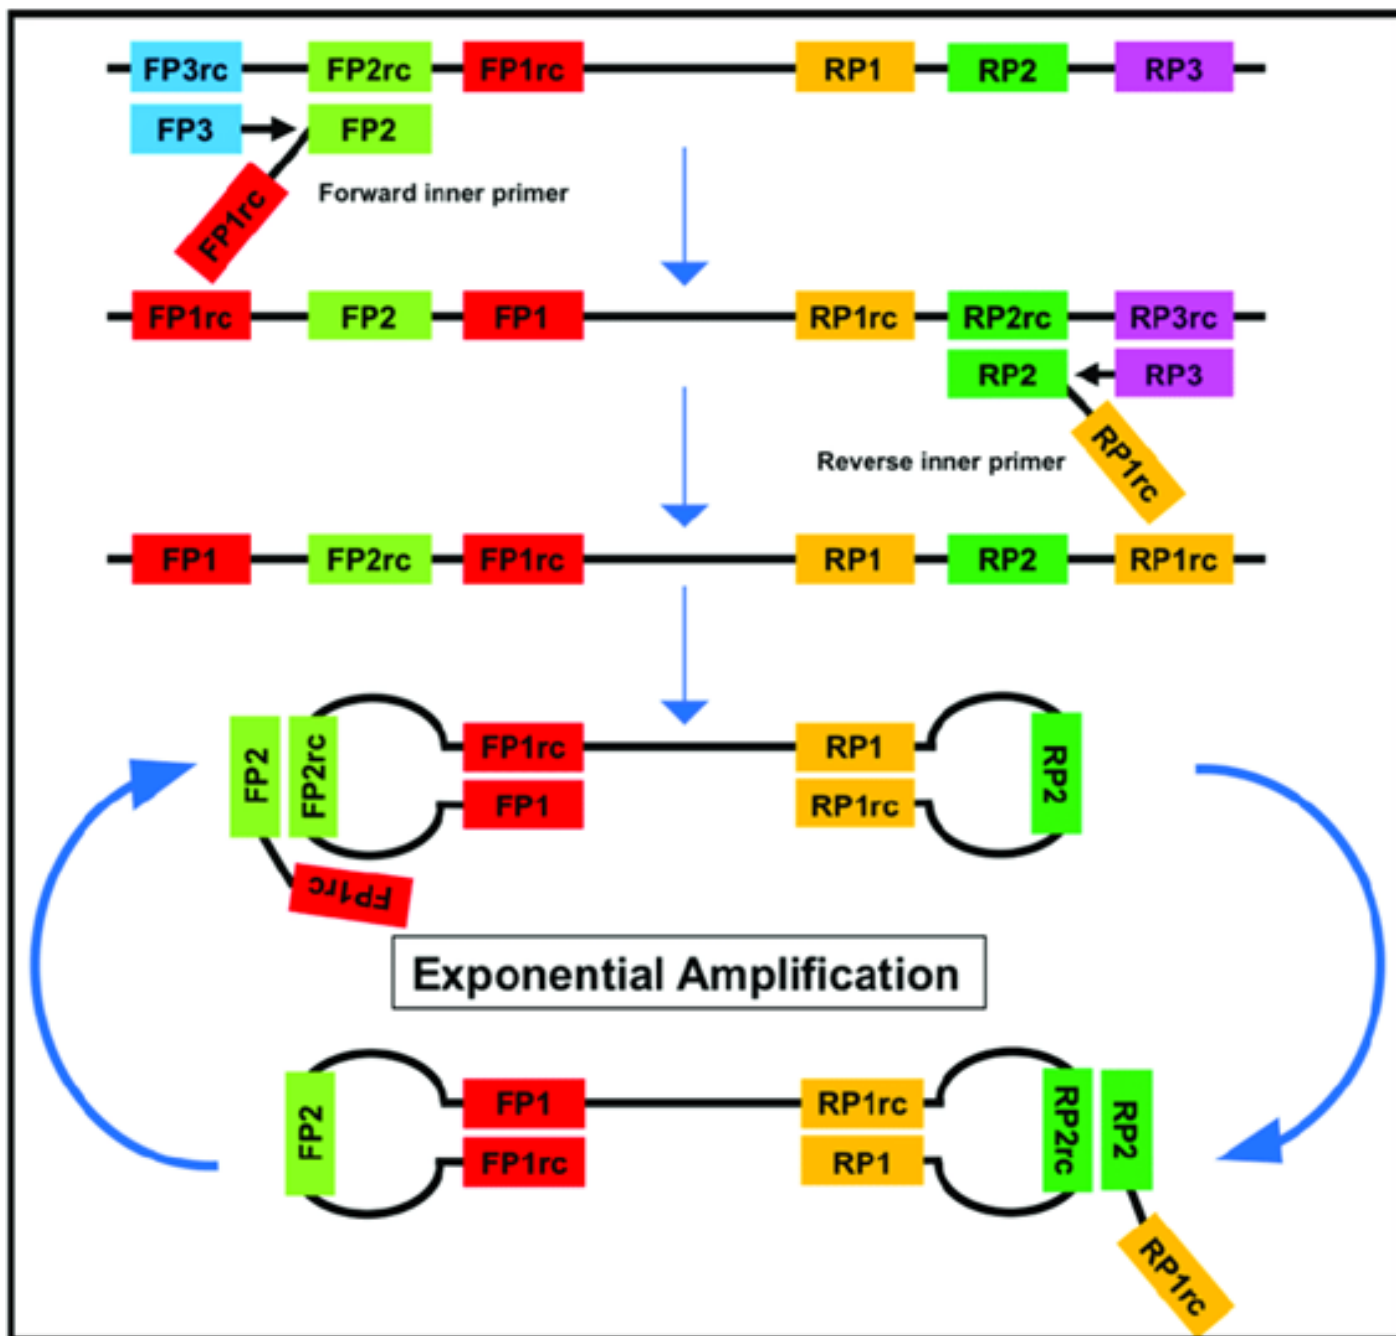 FP3rc FP2rc FP1rc RP1 RP2 RP3
FP3 FP2
FP1rc
Forward inner primer
FP1rc FP2 FP1 RP1rc RP2rc RP3rc
RP2 RP3
RP1rc
Reverse inner primer
FP1 FP2rc FP1rc RP1 RP2 RP1rc
FP2 FP2rc FP1rc RP1 RP2
FP1 RP1rc
FP1rc
Exponential Amplification
FP2 FP1 RP1rc RP2rc RP2
FP1rc RP1
RP1rc